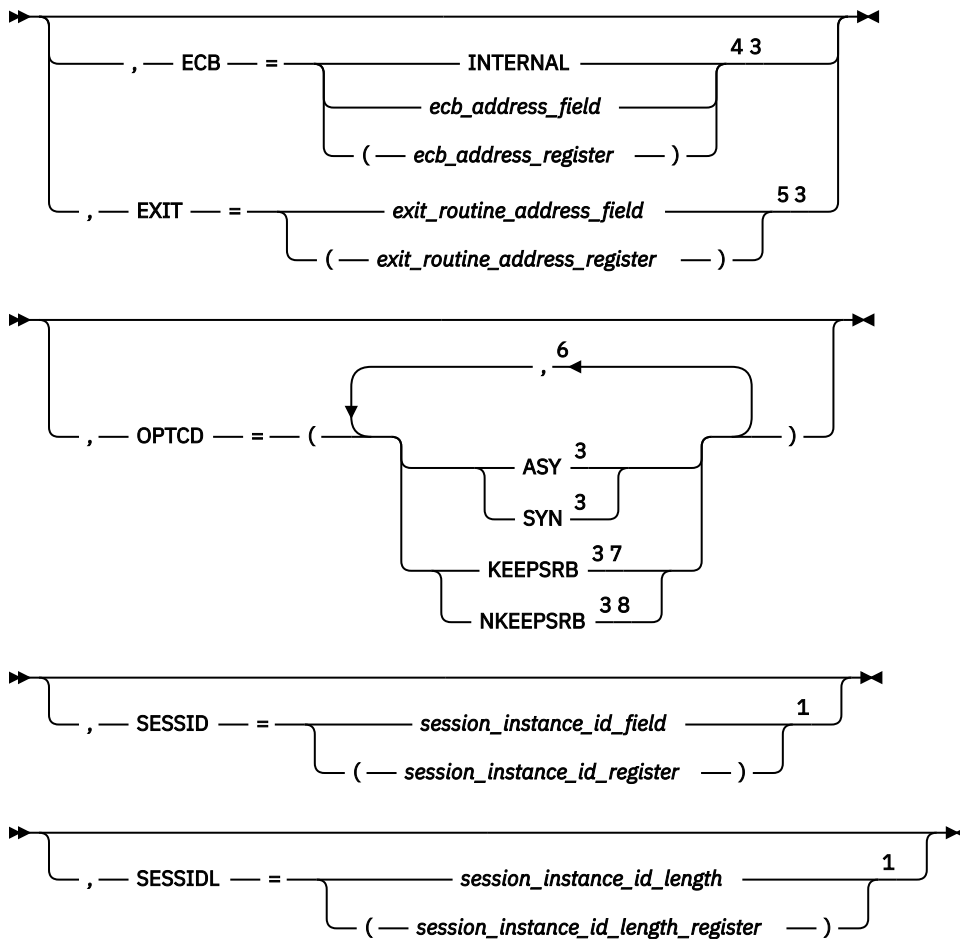 , ECB = INTERNAL 4 3
ecb_address_field
( ecb_address_register )
, EXIT = exit_routine_address_field 5 3
( exit_routine_address_register )
, 6
, OPTCD = ( )
ASY 3
SYN 3
KEEPSRB 3 7
NKEEPSRB 3 8
, SESSID = session_instance_id_field 1
( session_instance_id_register )
, SESSIDL = session_instance_id_length 1
( session_instance_id_length_register )